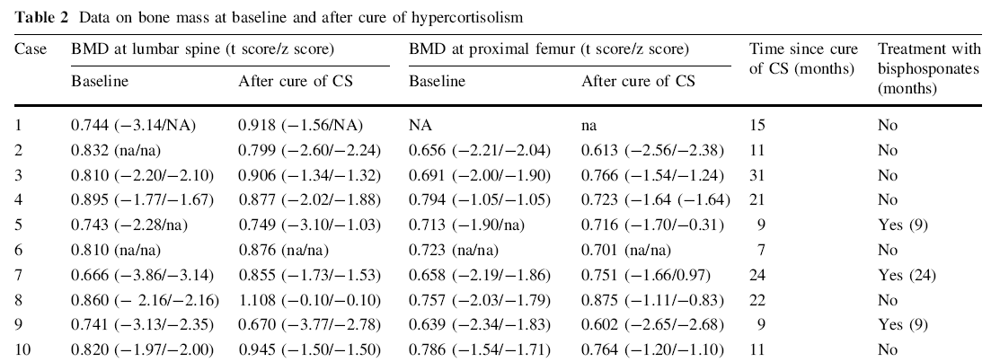 Table 2 Data on bone mass at baseline and after cure of hypercortisolism
Case BMD at lumbar spine (t score/z score) BMD at proximal femur (t score/z score) Time since cure of CS (months) Treatment with bisphosponates (months)
Baseline After cure of CS Baseline After cure of CS
1 0.744 (−3.14/NA) 0.918 (−1.56/NA) NA na 15 No
2 0.832 (na/na) 0.799 (−2.60/−2.24) 0.656 (−2.21/−2.04) 0.613 (−2.56/−2.38) 11 No
3 0.810 (−2.20/−2.10) 0.906 (−1.34/−1.32) 0.691 (−2.00/−1.90) 0.766 (−1.54/−1.24) 31 No
4 0.895 (−1.77/−1.67) 0.877 (−2.02/−1.88) 0.794 (−1.05/−1.05) 0.723 (−1.64 (−1.64) 21 No
5 0.743 (−2.28/na) 0.749 (−3.10/−1.03) 0.713 (−1.90/na) 0.716 (−1.70/−0.31) 9 Yes (9)
6 0.810 (na/na) 0.876 (na/na) 0.723 (na/na) 0.701 (na/na) 7 No
7 0.666 (−3.86/−3.14) 0.855 (−1.73/−1.53) 0.658 (−2.19/−1.86) 0.751 (−1.66/0.97) 24 Yes (24)
8 0.860 (− 2.16/−2.16) 1.108 (−0.10/−0.10) 0.757 (−2.03/−1.79) 0.875 (−1.11/−0.83) 22 No
9 0.741 (−3.13/−2.35) 0.670 (−3.77/−2.78) 0.639 (−2.34/−1.83) 0.602 (−2.65/−2.68) 9 Yes (9)
10 0.820 (−1.97/−2.00) 0.945 (−1.50/−1.50) 0.786 (−1.54/−1.71) 0.764 (−1.20/−1.10) 11 No